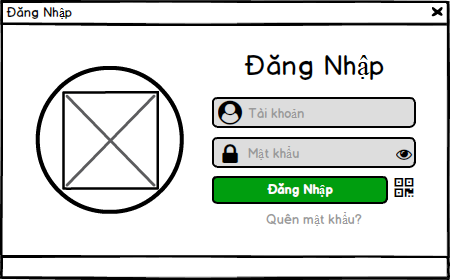 Đăng Nhập
Đăng Nhập
Tài khoản
Mật khẩu
Đăng Nhập
Quên mật khẩu?